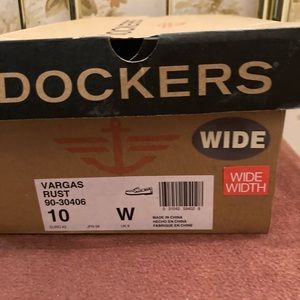 DOCKERS
WIDE
WIDE
WIDTH
VARGAS
RUST
90-30406
10
W
MADE IN CHINA
HECHO EN CHINA
FABRIQUE EN CHINE